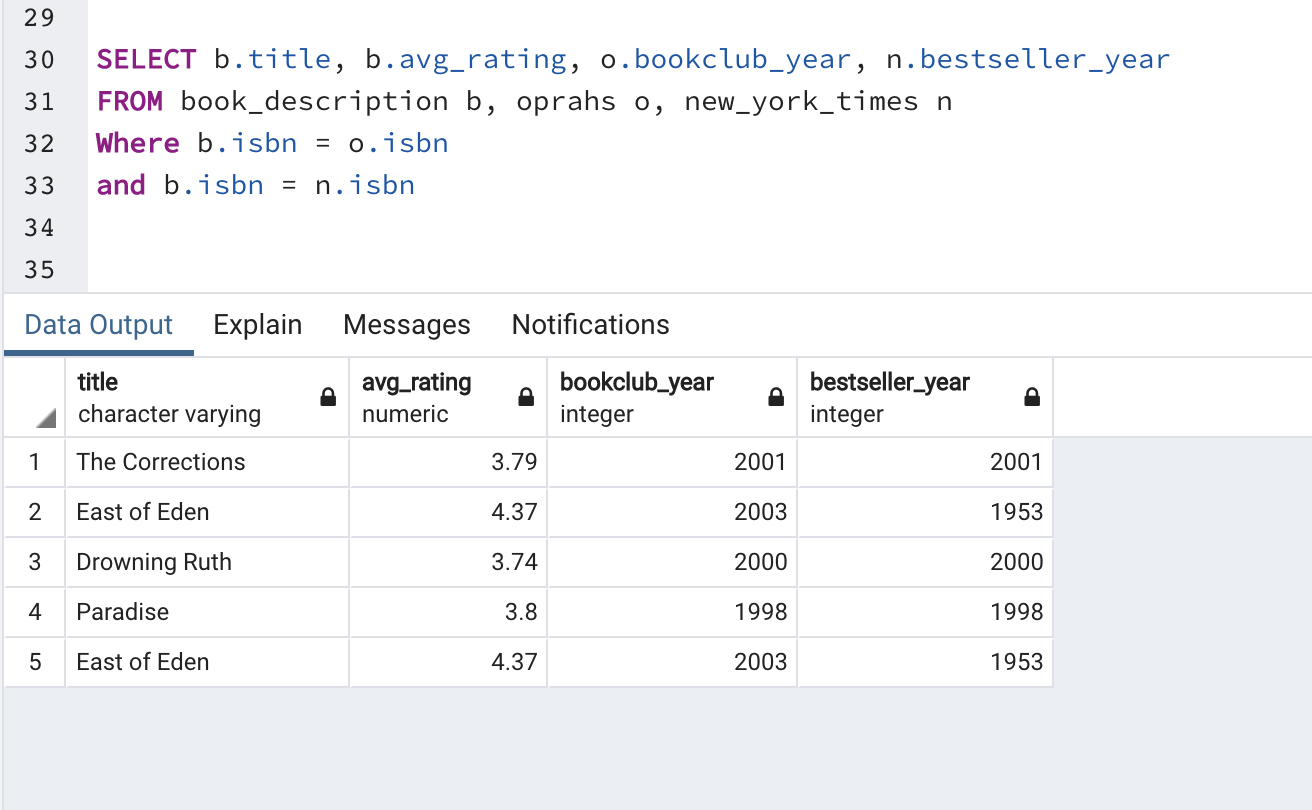 29
30 SELECT b.title, b.avg_rating, o.bookclub_year, n.bestseller_year
31 FROM book_description b, oprahs o, new_york_times n
32 Where b.isbn = o.isbn
33 and b.isbn = n.isbn
34
35
Data Output Explain Messages Notifications
title avg_rating bookclub_year bestseller_year
character varying numeric integer integer
1 The Corrections 3.79 2001 2001
2 East of Eden 4.37 2003 1953
3 Drowning Ruth 3.74 2000 2000
4 Paradise 3.8 1998 1998
5 East of Eden 4.37 2003 1953